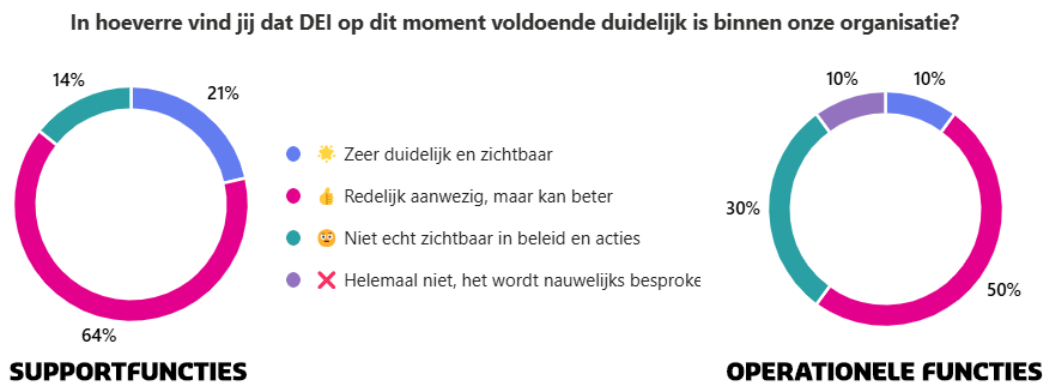 In hoeverre vind jij dat DEI op dit moment voldoende duidelijk is binnen onze organisatie?
14%
21%
64%
SUPPORTFUNCTIES
🌟 Zeer duidelijk en zichtbaar
👍 Redelijk aanwezig, maar kan beter
😕 Niet echt zichtbaar in beleid en acties
❌ Helemaal niet, het wordt nauwelijks besproke
10%
10%
30%
50%
OPERATIONELE FUNCTIES